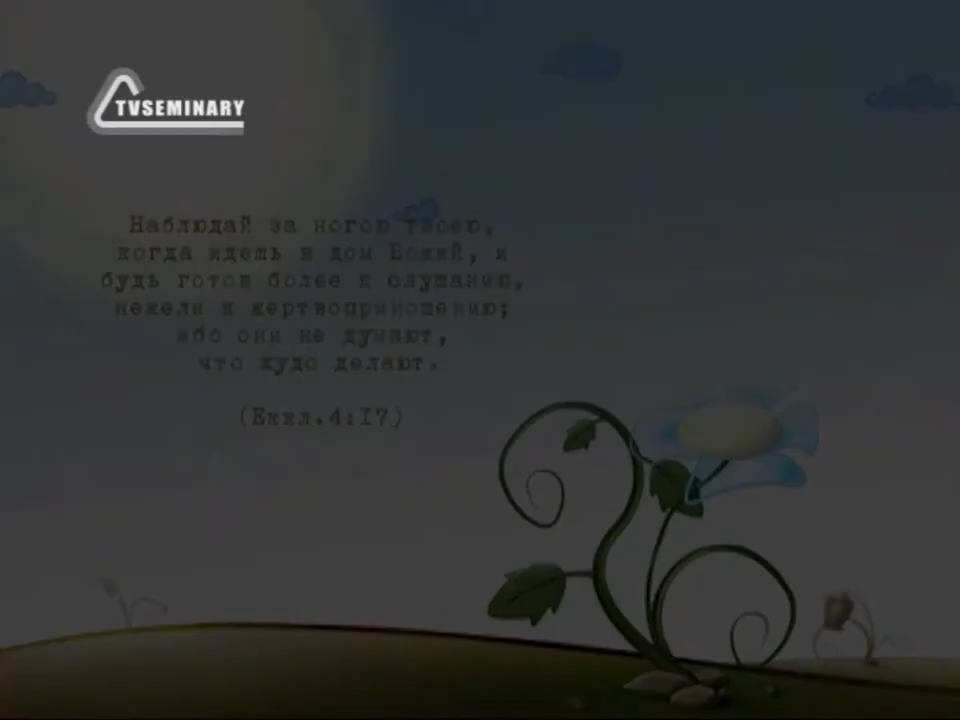 TVSEMINARY
Наблюдай за ногою твоею,
когда идешь в дом Божий, и
будь готов более к слушанию,
нежели к жертвоприношению;
ибо они не думают,
что худо делают.
(Еккл.4:17)